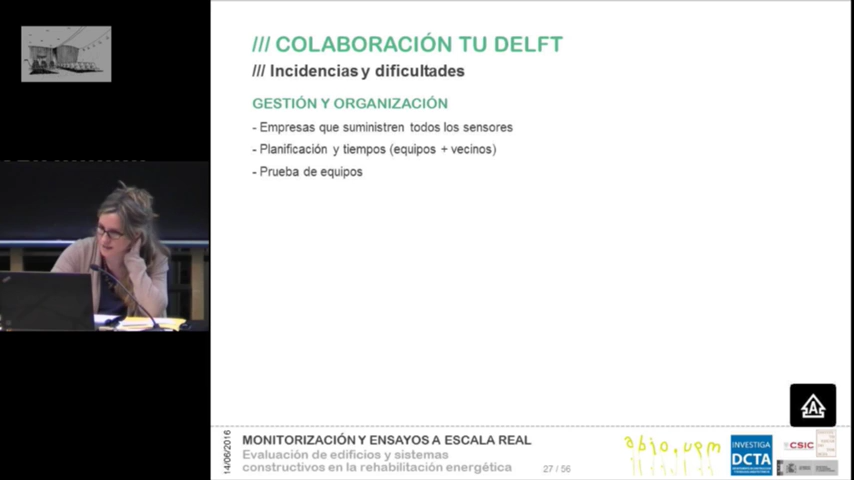 /// COLABORACIÓN TU DELFT
/// Incidencias y dificultades
GESTIÓN Y ORGANIZACIÓN
- Empresas que suministren todos los sensores
- Planificación y tiempos (equipos + vecinos)
- Prueba de equipos
14/06/2016
MONITORIZACIÓN Y ENSAYOS A ESCALA REAL
Evaluación de edificios y sistemas
constructivos en la rehabilitación energética
27 / 56
abio.upm
INVESTIGA
DCTA
CSIC